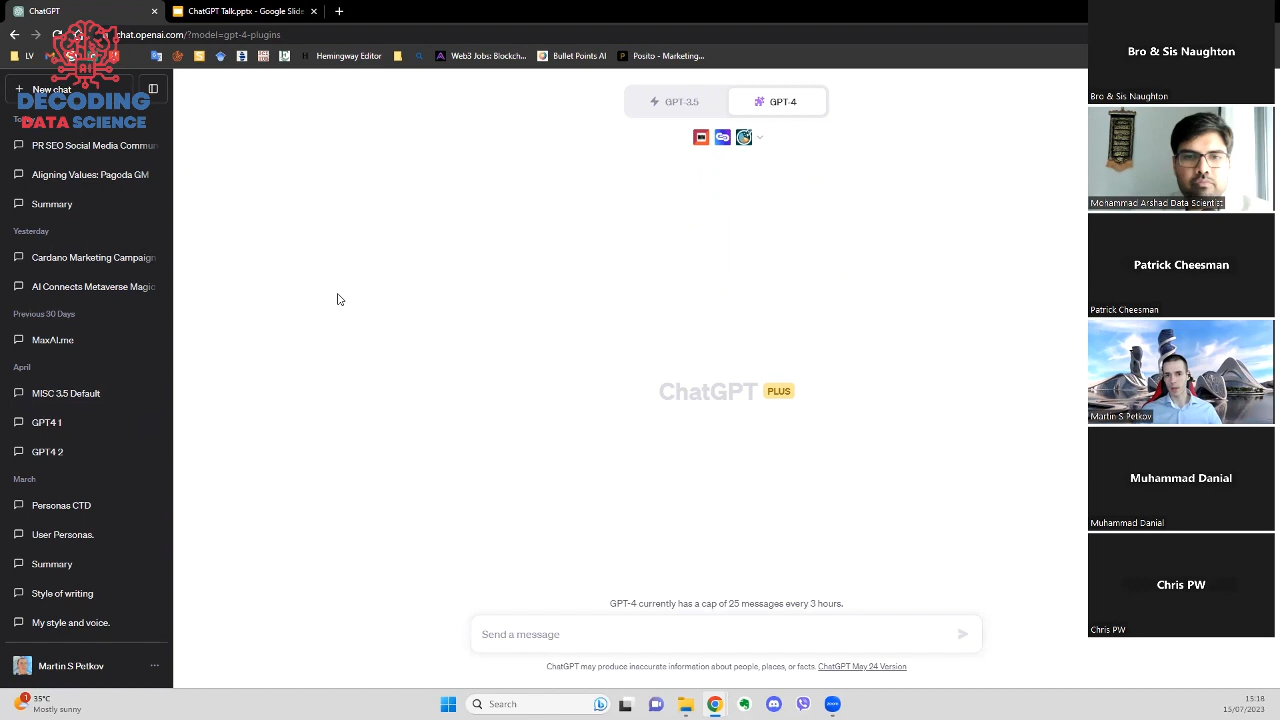 ChatGPT
ChatGPT Talkpptx - Google Slide
chat.openai.com/?model=gpt-4-plugins
LV
Hemingway Editor
Web3 Jobs: Block...
Bullet Points AI
Posito - Marketing...
New chat
DECODING
DATA SCIENCE
AI
Social Media Commun
Aligning Values: Pagoda GM
Summary
Yesterday
Cardano Marketing Campaign
AI Connects Metaverse Magic
Previous 30 Days
MaxAI.me
April
MISC 3.5 Default
GPT4 1
GPT4 2
March
Personas CTD
User Personas.
Summary
Style of writing
My style and voice.
Martin S Petkov
GPT-3.5
GPT-4
ChatGPT PLUS
GPT-4 currently has a cap of 25 messages every 3 hours.
Send a message
ChatGPT may produce inaccurate information about people, places, or facts. ChatGPT May 24 Version
Bro & Sis Naughton
Bro & Sis Naughton
Mohammad Arshad Data Scientist
Patrick Cheesman
Patrick Cheesman
Martin S Petkov
Muhammad Danial
Muhammad Danial
Chris PW
Chris PW
1
35°C
Mostly sunny
Search
zoom
15:18
15/07/2023